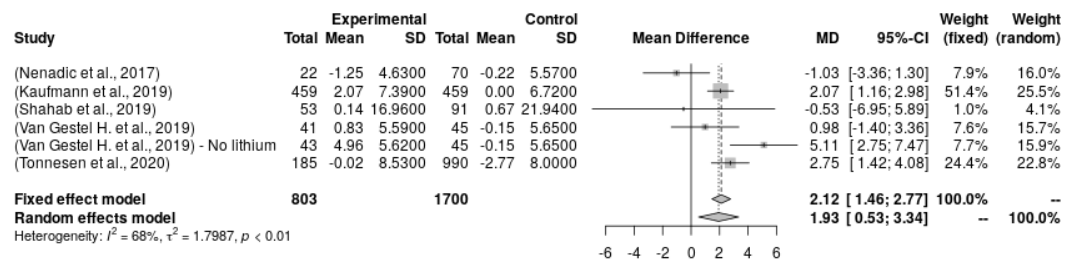 Experimental Control Weight Weight
Study Total Mean SD Total Mean SD Mean Difference MD 95%-CI (fixed) (random)
(Nenadic et al., 2017) 22 -1.25 4.6300 70 -0.22 5.5700 -1.03 [-3.36; 1.30] 7.9% 16.0%
(Kaufmann et al., 2019) 459 2.07 7.3900 459 0.00 6.7200 2.07 [1.16; 2.98] 51.4% 25.5%
(Shahab et al., 2019) 53 0.14 16.9600 91 0.67 21.9400 -0.53 [-6.95; 5.89] 1.0% 4.1%
(Van Gestel H. et al., 2019) 41 0.83 5.5900 45 -0.15 5.6500 0.98 [-1.40; 3.36] 7.6% 15.7%
(Van Gestel H. et al., 2019) - No lithium 43 4.96 5.6200 45 -0.15 5.6500 5.11 [2.75; 7.47] 7.7% 15.9%
(Tonnesen et al., 2020) 185 -0.02 8.5300 990 -2.77 8.0000 2.75 [1.42; 4.08] 24.4% 22.8%
Fixed effect model 803 1700 2.12 [ 1.46; 2.77] 100.0% --
Random effects model 1.93 [ 0.53; 3.34] -- 100.0%
Heterogeneity: I² = 68%, τ² = 1.7987, p < 0.01
-6 -4 -2 0 2 4 6